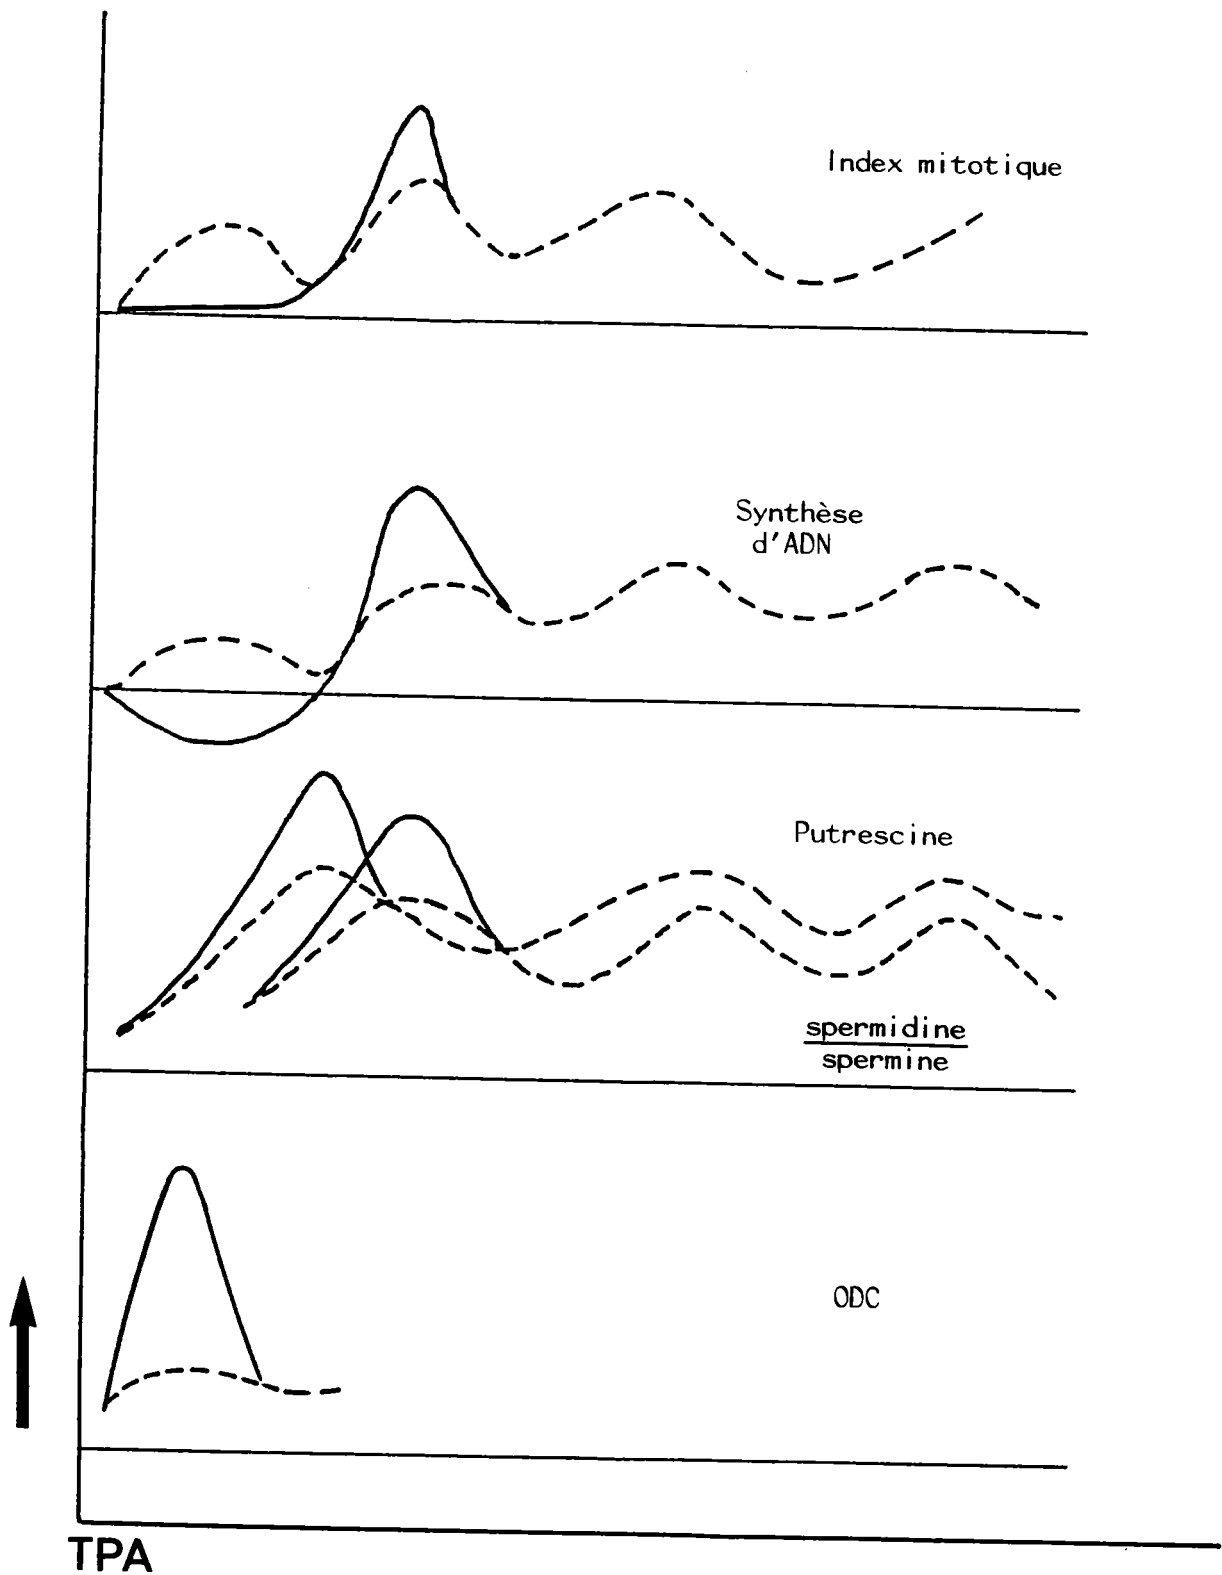 Index mitotique
Synthèse
d'ADN
Putrescine
spermidine
spermine
ODC
TPA